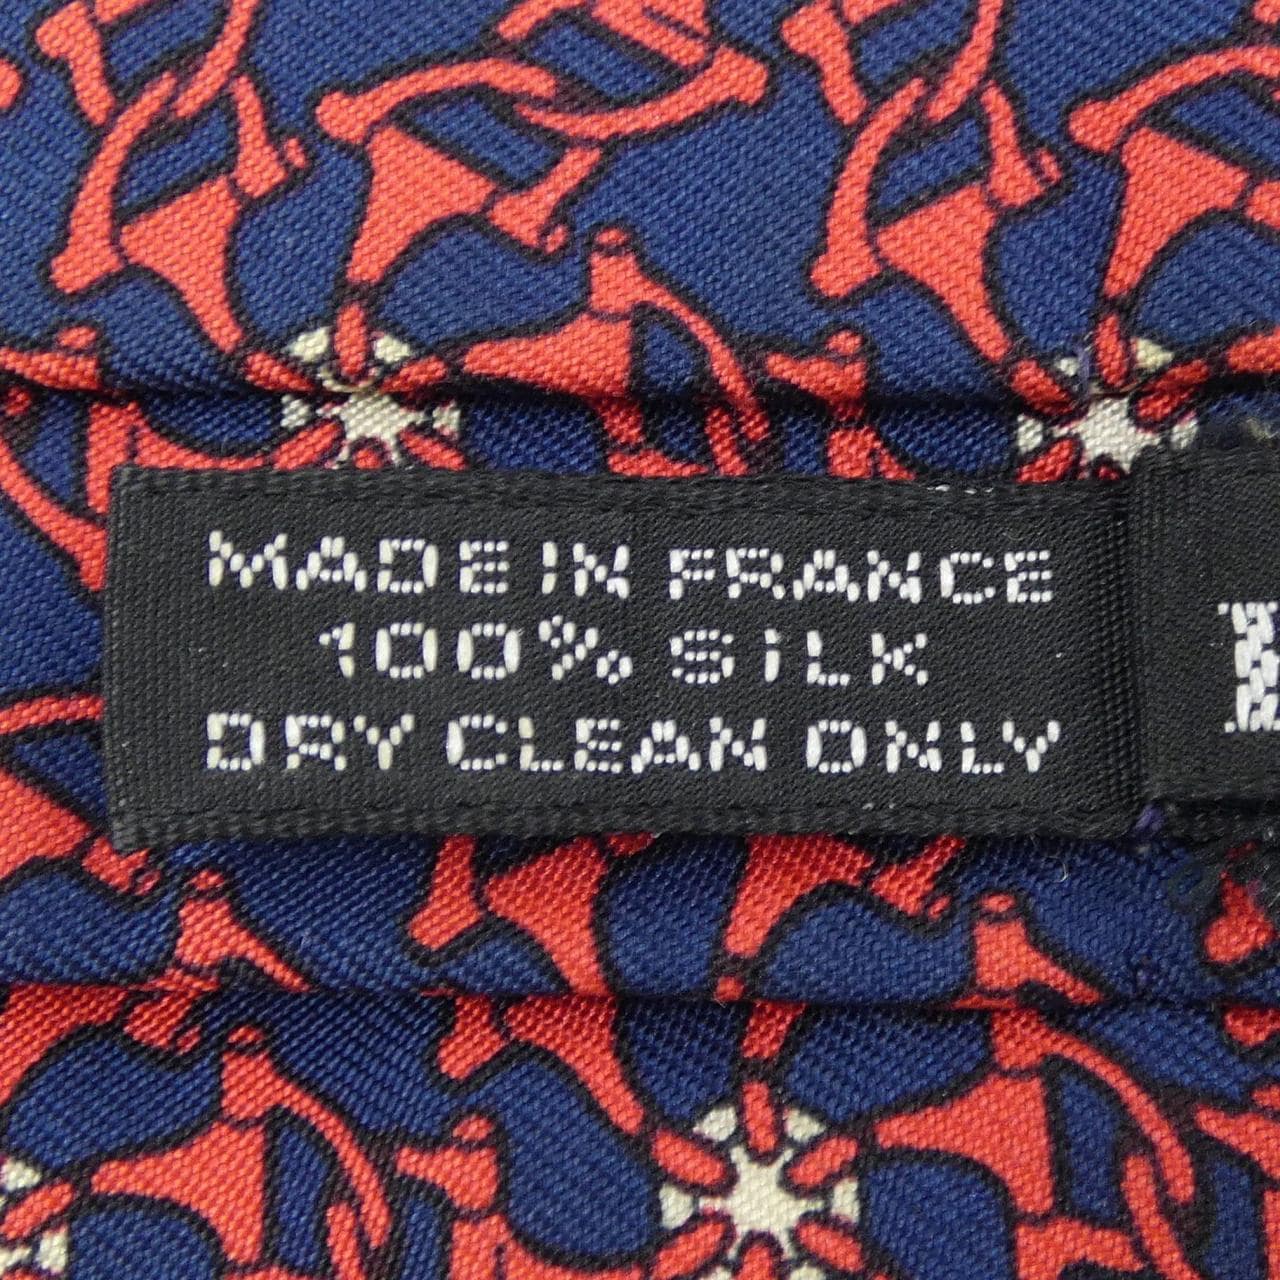 MADE IN FRANCE
100% SiLK
DRY CLEAN ONLY